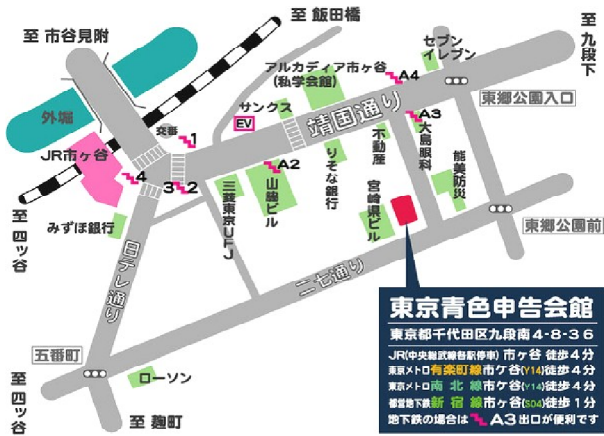 至 飯田橋
至 市谷見附
至 九段下
セブン
イレブン
アルカディア市ヶ谷
(私学会館)
A4
東郷公園入口
サンクス
靖国通り
外堀
交番
1
EV
A3
JR市ヶ谷
不動産
大島眼科
りそな銀行
A2
能美防災
4
3
2
三菱東京UFJ
山脇ビル
宮崎県ビル
至 四ッ谷
みずほ銀行
東郷公園前
日テレ通り
二七通り
五番町
至 四ッ谷
ローソン
至 麹町
東京青色申告会館
東京都千代田区九段南4-8-36
JR(中央総武線各駅停車) 市ヶ谷 徒歩4分
東京メトロ 有楽町線市ケ谷(Y14)徒歩4分
東京メトロ 南 北 線市ケ谷(Y14)徒歩4分
都営地下鉄新 宿 線市ヶ谷(S04)徒歩1分
地下鉄の場合は A3出口が便利です